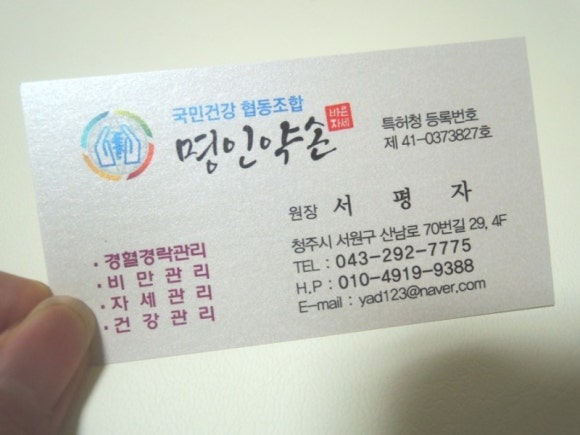 국민건강 협동조합
명인약손
바른
자세
특허청 등록번호
제 41-0373827호
원장 서 평 자
청주시 서원구 산남로 70번길 29, 4F
TEL : 043-292-7775
H.P : 010-4919-9388
E-mail : yad123@naver.com
· 경혈경락관리
· 비만관리
· 자세관리
· 건강관리